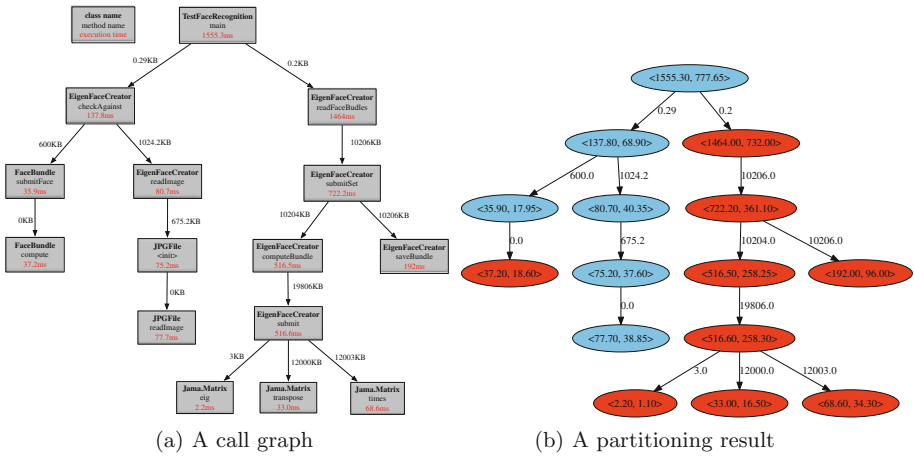 class name
method name
execution time
TestFaceRecognition
main
1555.3ms
0.29KB
0.2KB
EigenFaceCreator
checkAgainst
137.8ms
EigenFaceCreator
readFaceBudles
1464ms
600KB
1024.2KB
10206KB
FaceBundle
submitFace
35.9ms
EigenFaceCreator
readImage
80.7ms
EigenFaceCreator
submitSet
722.2ms
0KB
675.2KB
10204KB
10206KB
FaceBundle
compute
37.2ms
JPGFile
<init>
75.2ms
EigenFaceCreator
computeBundle
516.5ms
EigenFaceCreator
saveBundle
192ms
0KB
19806KB
JPGFile
readImage
77.7ms
EigenFaceCreator
submit
516.6ms
3KB
12000KB
12003KB
Jama.Matrix
eig
2.2ms
Jama.Matrix
transpose
33.0ms
Jama.Matrix
times
68.6ms
(a) A call graph
<1555.30, 777.65>
0.29
0.2
<137.80, 68.90>
<1464.00, 732.00>
600.0
1024.2
10206.0
<35.90, 17.95>
<80.70, 40.35>
<722.20, 361.10>
0.0
675.2
10204.0
10206.0
<37.20, 18.60>
<75.20, 37.60>
<516.50, 258.25>
<192.00, 96.00>
0.0
19806.0
<77.70, 38.85>
<516.60, 258.30>
3.0
12000.0
12003.0
<2.20, 1.10>
<33.00, 16.50>
<68.60, 34.30>
(b) A partitioning result